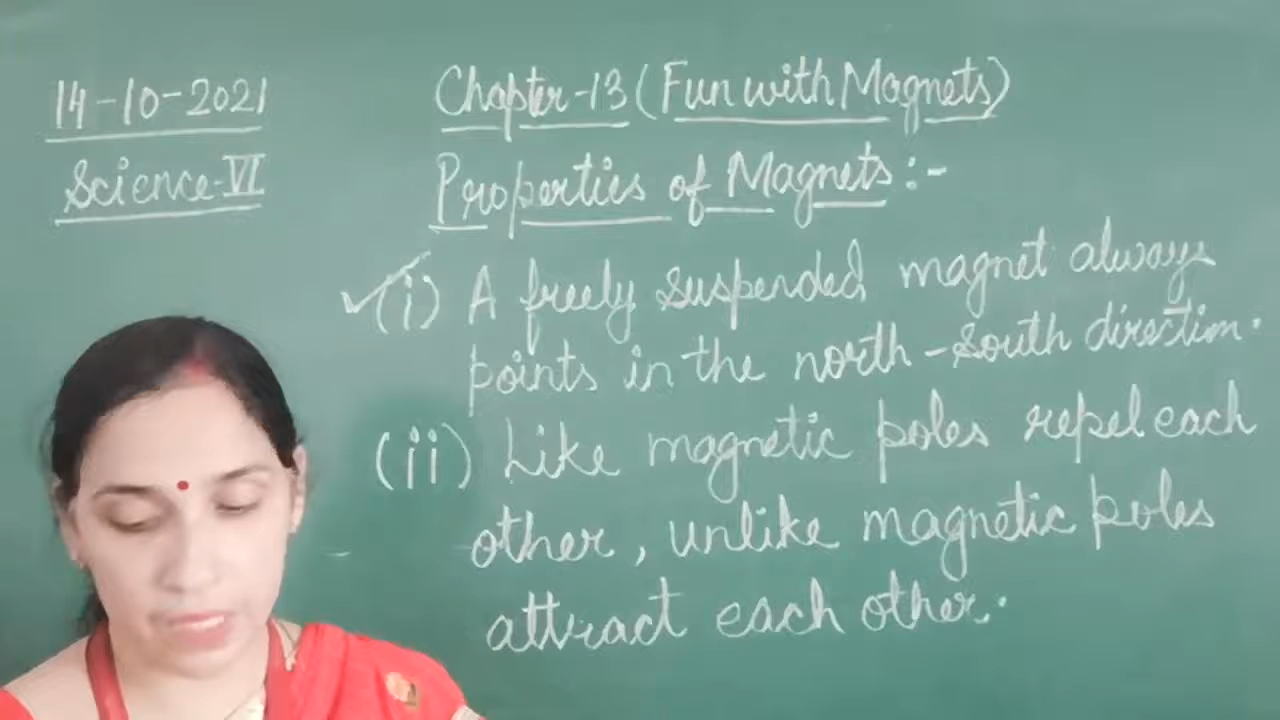 14-10-2021
Science-VI
Chapter-13 (Fun with Magnets)
Properties of Magnets:-
(i) A freely suspended magnet always
points in the north-south direction.
(ii) Like magnetic poles repel each
other, unlike magnetic poles
attract each other.